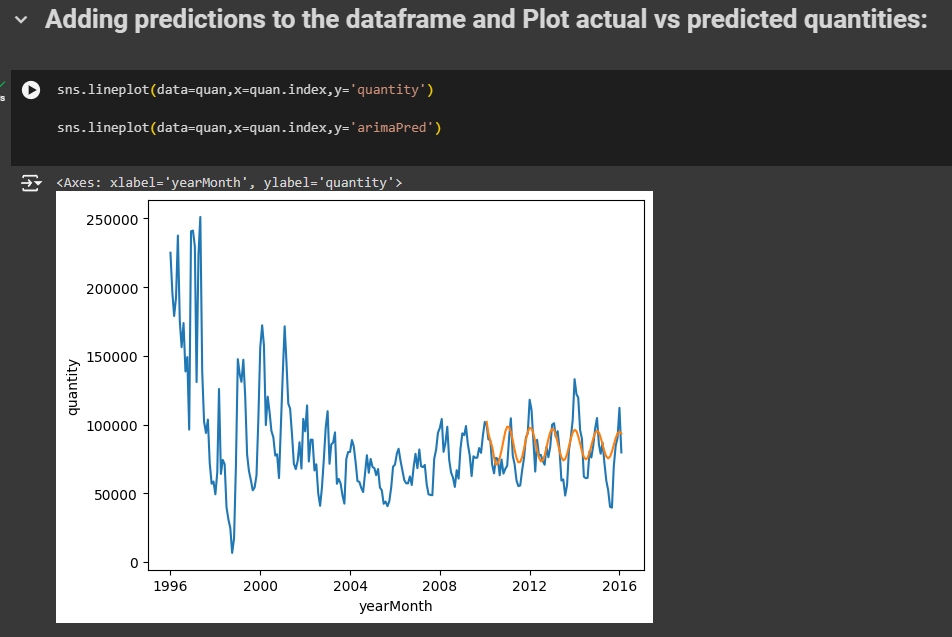 Adding predictions to the dataframe and Plot actual vs predicted quantities:
s
sns.lineplot(data=quan,x=quan.index,y='quantity')
sns.lineplot(data=quan,x=quan.index,y='arimaPred')
<Axes: xlabel='yearMonth', ylabel='quantity'>
250000
200000
150000
100000
50000
0
quantity
1996 2000 2004 2008 2012 2016
yearMonth